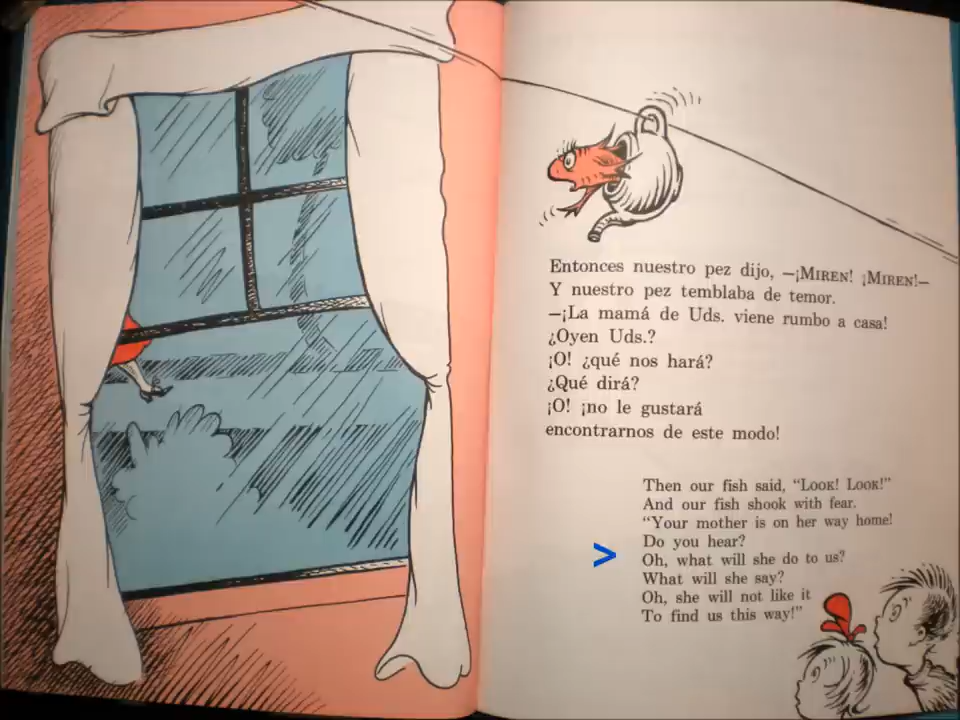 Entonces nuestro pez dijo, —¡MIREN! ¡MIREN!—
Y nuestro pez temblaba de temor.
—¡La mamá de Uds. viene rumbo a casa!
¿Oyen Uds.?
¡O! ¿qué nos hará?
¿Qué dirá?
¡O! ¡no le gustará
encontrarnos de este modo!
Then our fish said, “LOOK! LOOK!”
And our fish shook with fear.
“Your mother is on her way home!
Do you hear?
>
Oh, what will she do to us?
What will she say?
Oh, she will not like it
To find us this way!”